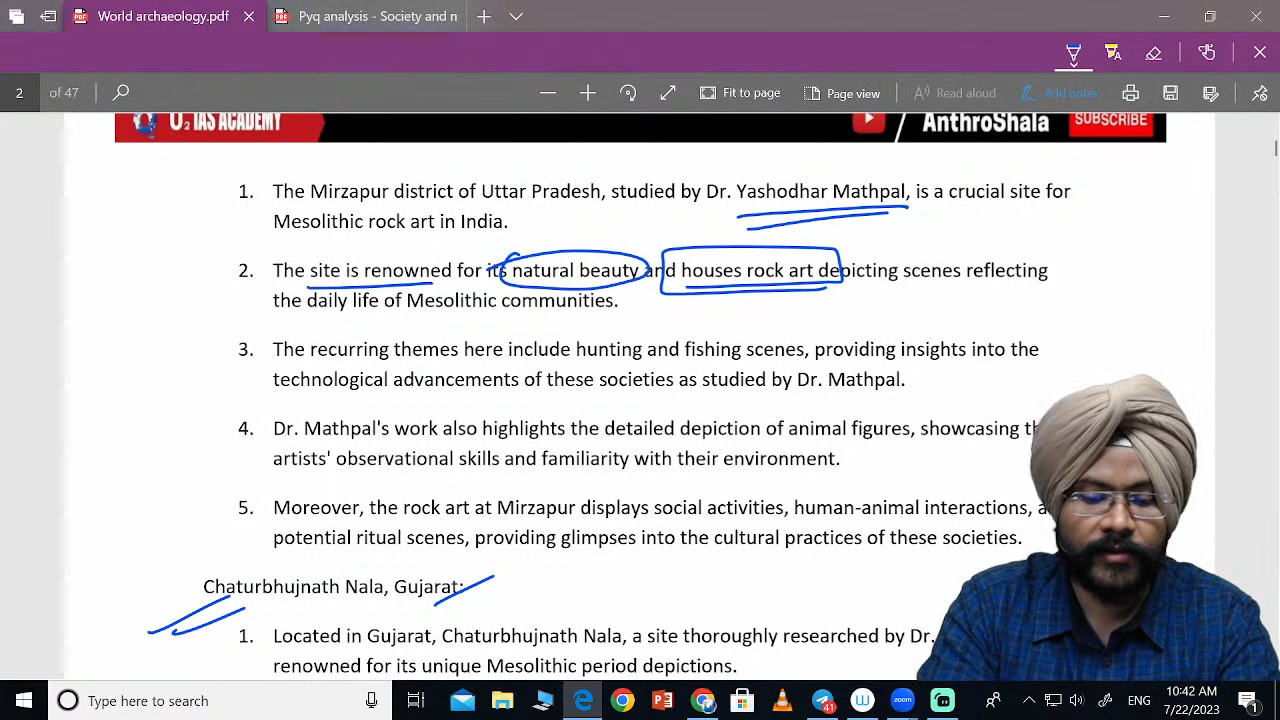 World archaeology.pdf
Pyq analysis - Society and n
2 of 47
Fit to page
Page view
Read aloud
Add notes
U2 IAS ACADEMY
AnthroShala
SUBSCRIBE
1. The Mirzapur district of Uttar Pradesh, studied by Dr. Yashodhar Mathpal, is a crucial site for
Mesolithic rock art in India.
2. The site is renowned for its natural beauty and houses rock art depicting scenes reflecting
the daily life of Mesolithic communities.
3. The recurring themes here include hunting and fishing scenes, providing insights into the
technological advancements of these societies as studied by Dr. Mathpal.
4. Dr. Mathpal's work also highlights the detailed depiction of animal figures, showcasing
artists' observational skills and familiarity with their environment.
5. Moreover, the rock art at Mirzapur displays social activities, human-animal interactions,
potential ritual scenes, providing glimpses into the cultural practices of these societies.
Chaturbhujnath Nala, Gujarat:
1. Located in Gujarat, Chaturbhujnath Nala, a site thoroughly researched by Dr.
renowned for its unique Mesolithic period depictions.
Type here to search
41
zoom
ENG
10:42 AM
7/22/2023
1